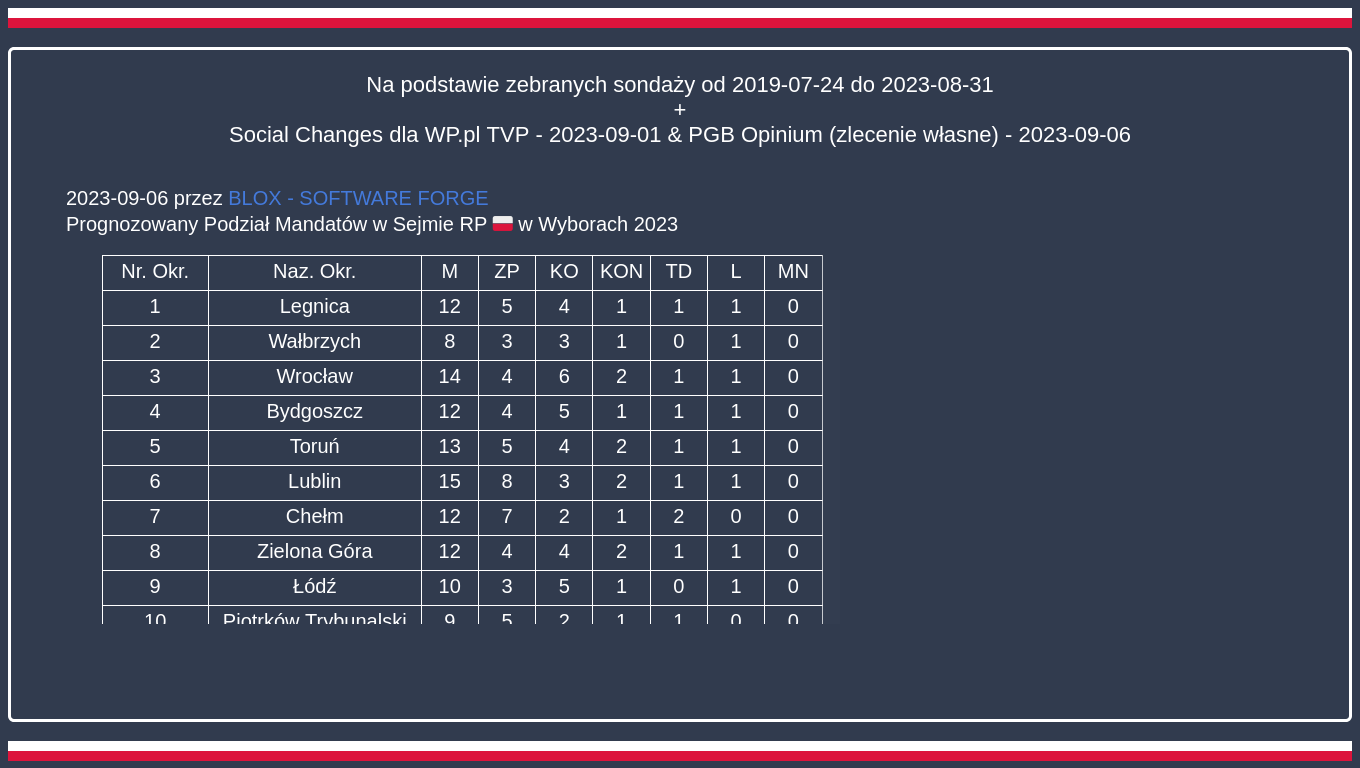 Na podstawie zebranych sondaży od 2019-07-24 do 2023-08-31
+
Social Changes dla WP.pl TVP - 2023-09-01 & PGB Opinium (zlecenie własne) - 2023-09-06
2023-09-06 przez BLOX - SOFTWARE FORGE
Prognozowany Podział Mandatów w Sejmie RP 🇵🇱 w Wyborach 2023
Nr. Okr. Naz. Okr. M ZP KO KON TD L MN
1 Legnica 12 5 4 1 1 1 0
2 Wałbrzych 8 3 3 1 0 1 0
3 Wrocław 14 4 6 2 1 1 0
4 Bydgoszcz 12 4 5 1 1 1 0
5 Toruń 13 5 4 2 1 1 0
6 Lublin 15 8 3 2 1 1 0
7 Chełm 12 7 2 1 2 0 0
8 Zielona Góra 12 4 4 2 1 1 0
9 Łódź 10 3 5 1 0 1 0
10 Piotrków Trybunalski 9 5 2 1 1 0 0